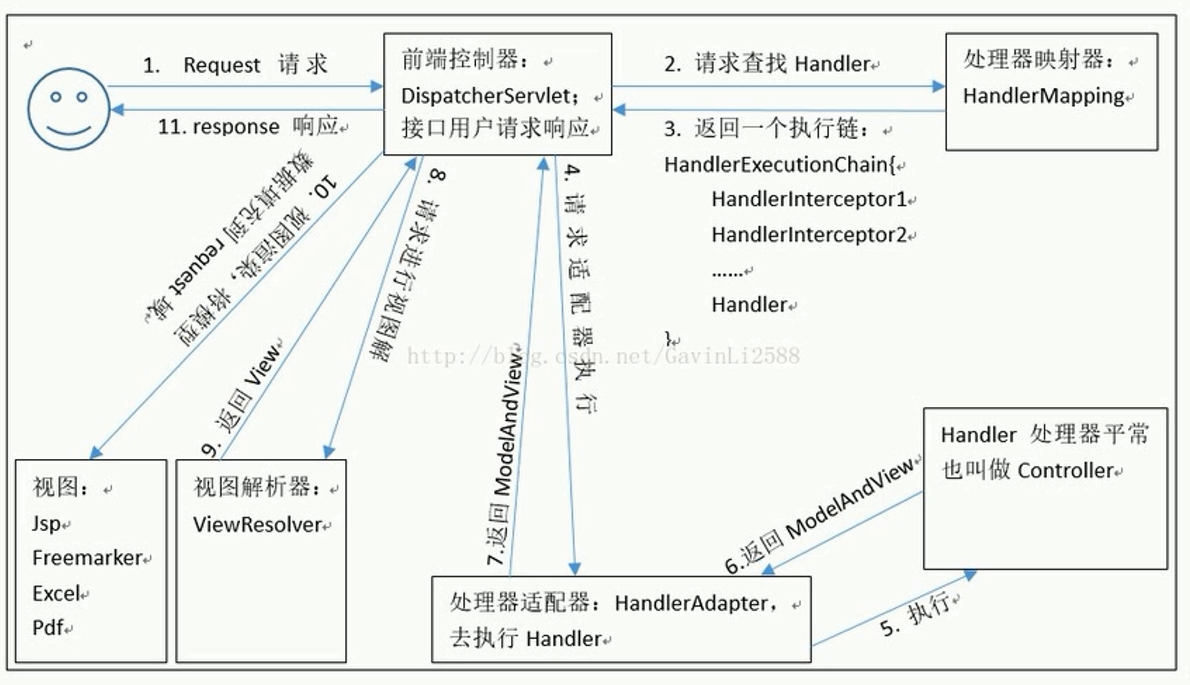 1. Request 请求
11. response 响应
前端控制器：
DispatcherServlet；
接口用户请求响应
2. 请求查找 Handler
3. 返回一个执行链：
HandlerExecutionChain{
HandlerInterceptor1
HandlerInterceptor2
......
Handler
}
处理器映射器：
HandlerMapping
10. 视图渲染，将模型
数据填充到 request 域。
9. 返回 View
8. 请求进行视图解
7.返回 ModelAndView
4. 请求适配器执行
http://blog.csdn.net/GavinLi2588
6.返回 ModelAndView
5. 执行
Handler 处理器平常
也叫做 Controller
视图：
Jsp
Freemarker
Excel
Pdf
视图解析器：
ViewResolver
处理器适配器：HandlerAdapter，
去执行 Handler